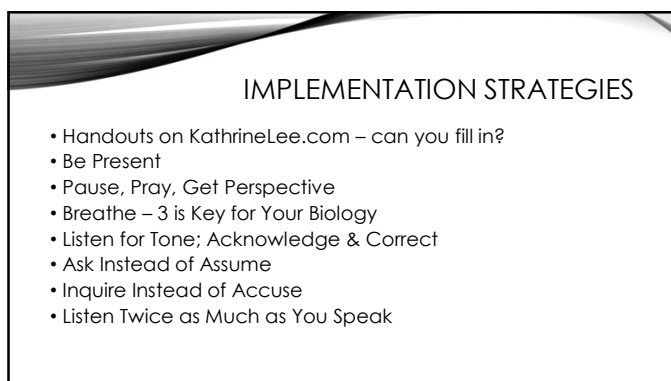 IMPLEMENTATION STRATEGIES
• Handouts on KathrineLee.com – can you fill in?
• Be Present
• Pause, Pray, Get Perspective
• Breathe – 3 is Key for Your Biology
• Listen for Tone; Acknowledge & Correct
• Ask Instead of Assume
• Inquire Instead of Accuse
• Listen Twice as Much as You Speak